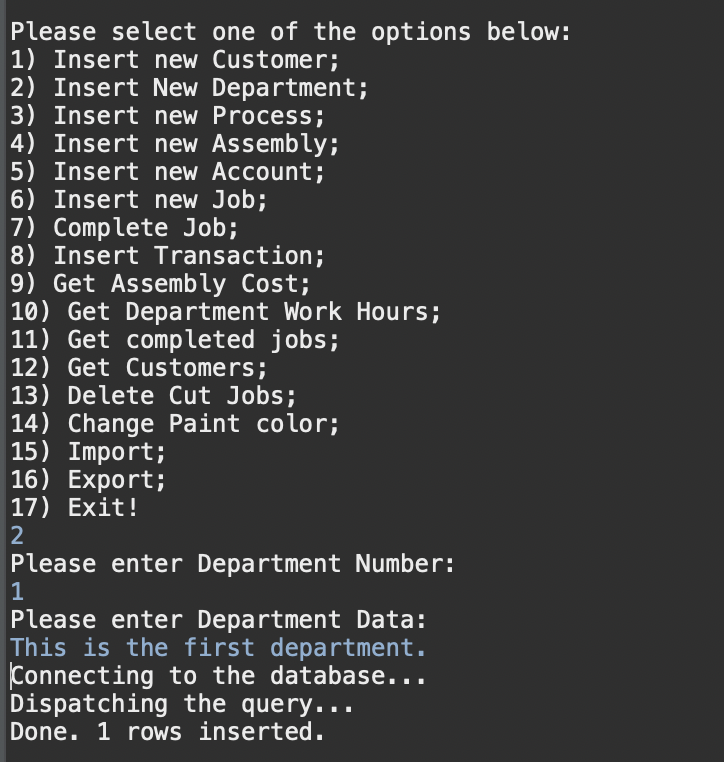 Please select one of the options below:
1) Insert new Customer;
2) Insert New Department;
3) Insert new Process;
4) Insert new Assembly;
5) Insert new Account;
6) Insert new Job;
7) Complete Job;
8) Insert Transaction;
9) Get Assembly Cost;
10) Get Department Work Hours;
11) Get completed jobs;
12) Get Customers;
13) Delete Cut Jobs;
14) Change Paint color;
15) Import;
16) Export;
17) Exit!
2
Please enter Department Number:
1
Please enter Department Data:
This is the first department.
Connecting to the database...
Dispatching the query...
Done. 1 rows inserted.